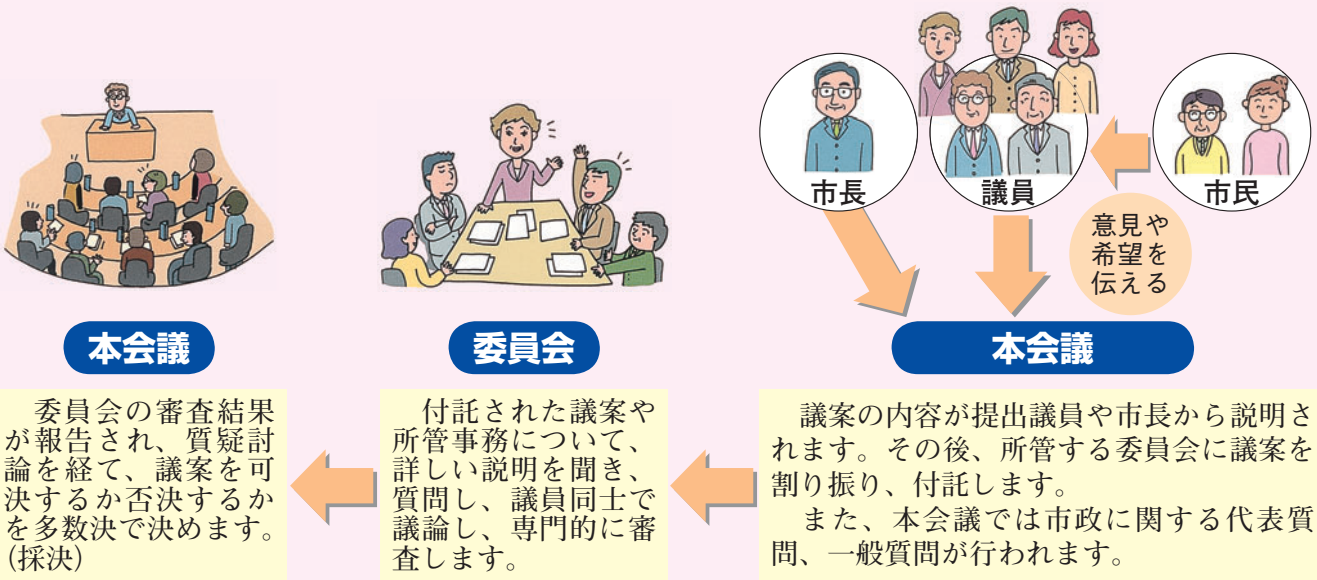 市長
議員
市民
意見や
希望を
伝える
本会議
議案の内容が提出議員や市長から説明さ
れます。その後、所管する委員会に議案を
割り振り、付託します。
また、本会議では市政に関する代表質
問、一般質問が行われます。
委員会
付託された議案や
所管事務について、
詳しい説明を聞き、
質問し、議員同士で
議論し、専門的に審
査します。
本会議
委員会の審査結果
が報告され、質疑討
論を経て、議案を可
決するか否決するか
を多数決で決めます。
(採決)